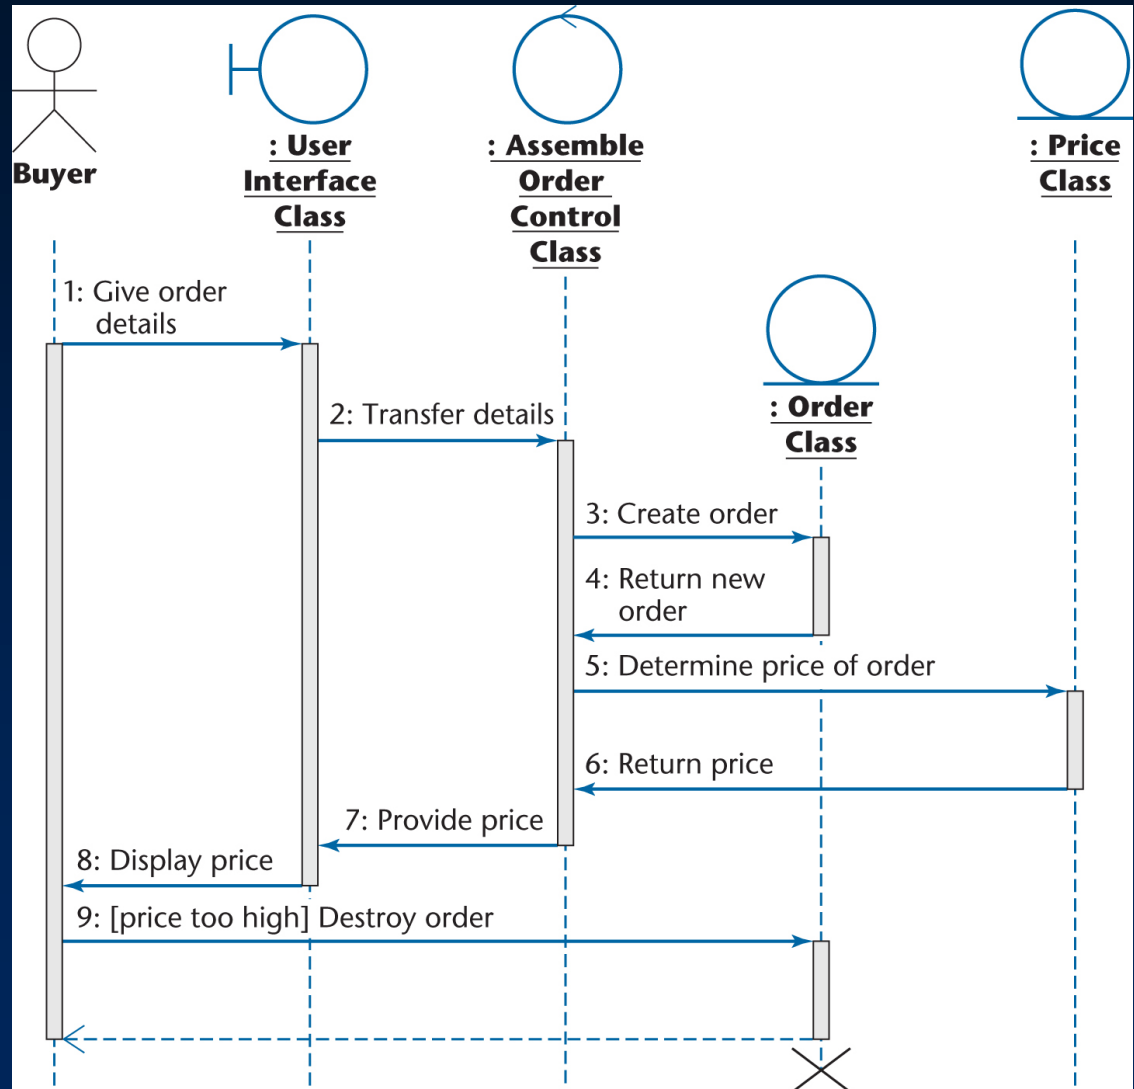 Buyer
: User
Interface
Class
: Assemble
Order
Control
Class
: Price
Class
1: Give order
details
: Order
Class
2: Transfer details
3: Create order
4: Return new
order
5: Determine price of order
6: Return price
7: Provide price
8: Display price
9: [price too high] Destroy order